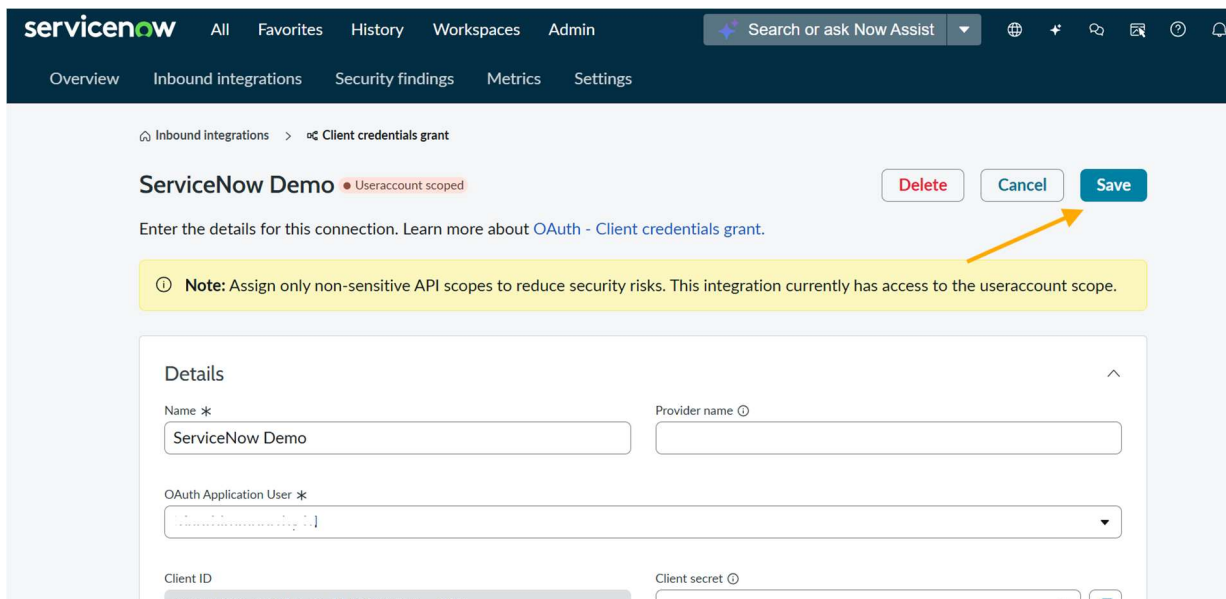 servicenow All Favorites History Workspaces Admin Search or ask Now Assist
Overview Inbound integrations Security findings Metrics Settings
Inbound integrations > Client credentials grant
ServiceNow Demo Useraccount scoped Delete Cancel Save
Enter the details for this connection. Learn more about OAuth - Client credentials grant.
Note: Assign only non-sensitive API scopes to reduce security risks. This integration currently has access to the useraccount scope.
Details
Name * Provider name
ServiceNow Demo
OAuth Application User *
Client ID Client secret